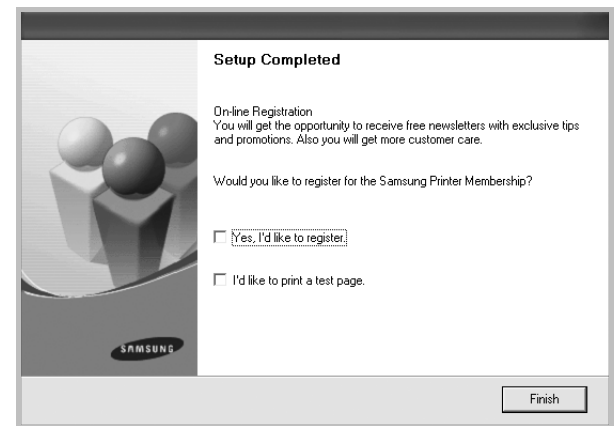 Setup Completed
On-line Registration
You will get the opportunity to receive free newsletters with exclusive tips
and promotions. Also you will get more customer care.
Would you like to register for the Samsung Printer Membership?
Yes, I'd like to register.
I'd like to print a test page.
SAMSUNG
Finish